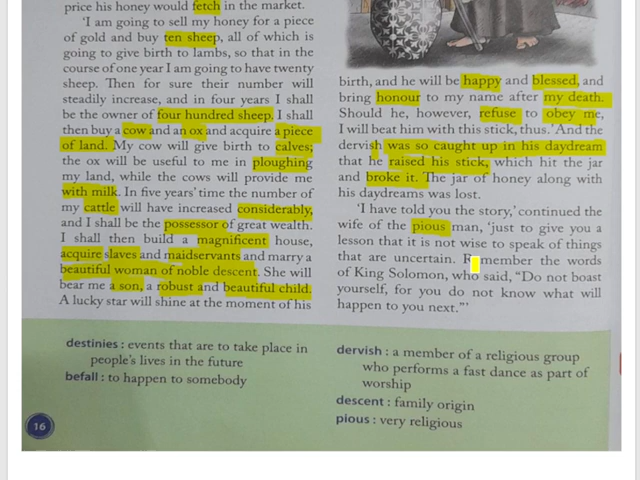 price his honey would fetch in the market.
'I am going to sell my honey for a piece
of gold and buy ten sheep, all of which is
going to give birth to lambs, so that in the
course of one year I am going to have twenty
sheep. Then for sure their number will
steadily increase, and in four years I shall
be the owner of four hundred sheep. I shall
then buy a cow and an ox and acquire a piece
of land. My cow will give birth to calves;
the ox will be useful to me in ploughing
my land, while the cows will provide me
with milk. In five years' time the number of
my cattle will have increased considerably,
and I shall be the possessor of great wealth.
I shall then build a magnificent house,
acquire slaves and maidservants and marry a
beautiful woman of noble descent. She will
bear me a son, a robust and beautiful child.
A lucky star will shine at the moment of his
birth, and he will be happy and blessed, and
bring honour to my name after my death.
Should he, however, refuse to obey me,
I will beat him with this stick, thus.' And the
dervish was so caught up in his daydream
that he raised his stick, which hit the jar
and broke it. The jar of honey along with
his daydreams was lost.
'I have told you the story,' continued the
wife of the pious man, 'just to give you a
lesson that it is not wise to speak of things
that are uncertain. Remember the words
of King Solomon, who said, "Do not boast
yourself, for you do not know what will
happen to you next."'
destinies : events that are to take place in
people's lives in the future
befall : to happen to somebody
dervish : a member of a religious group
who performs a fast dance as part of
worship
descent : family origin
pious : very religious
16